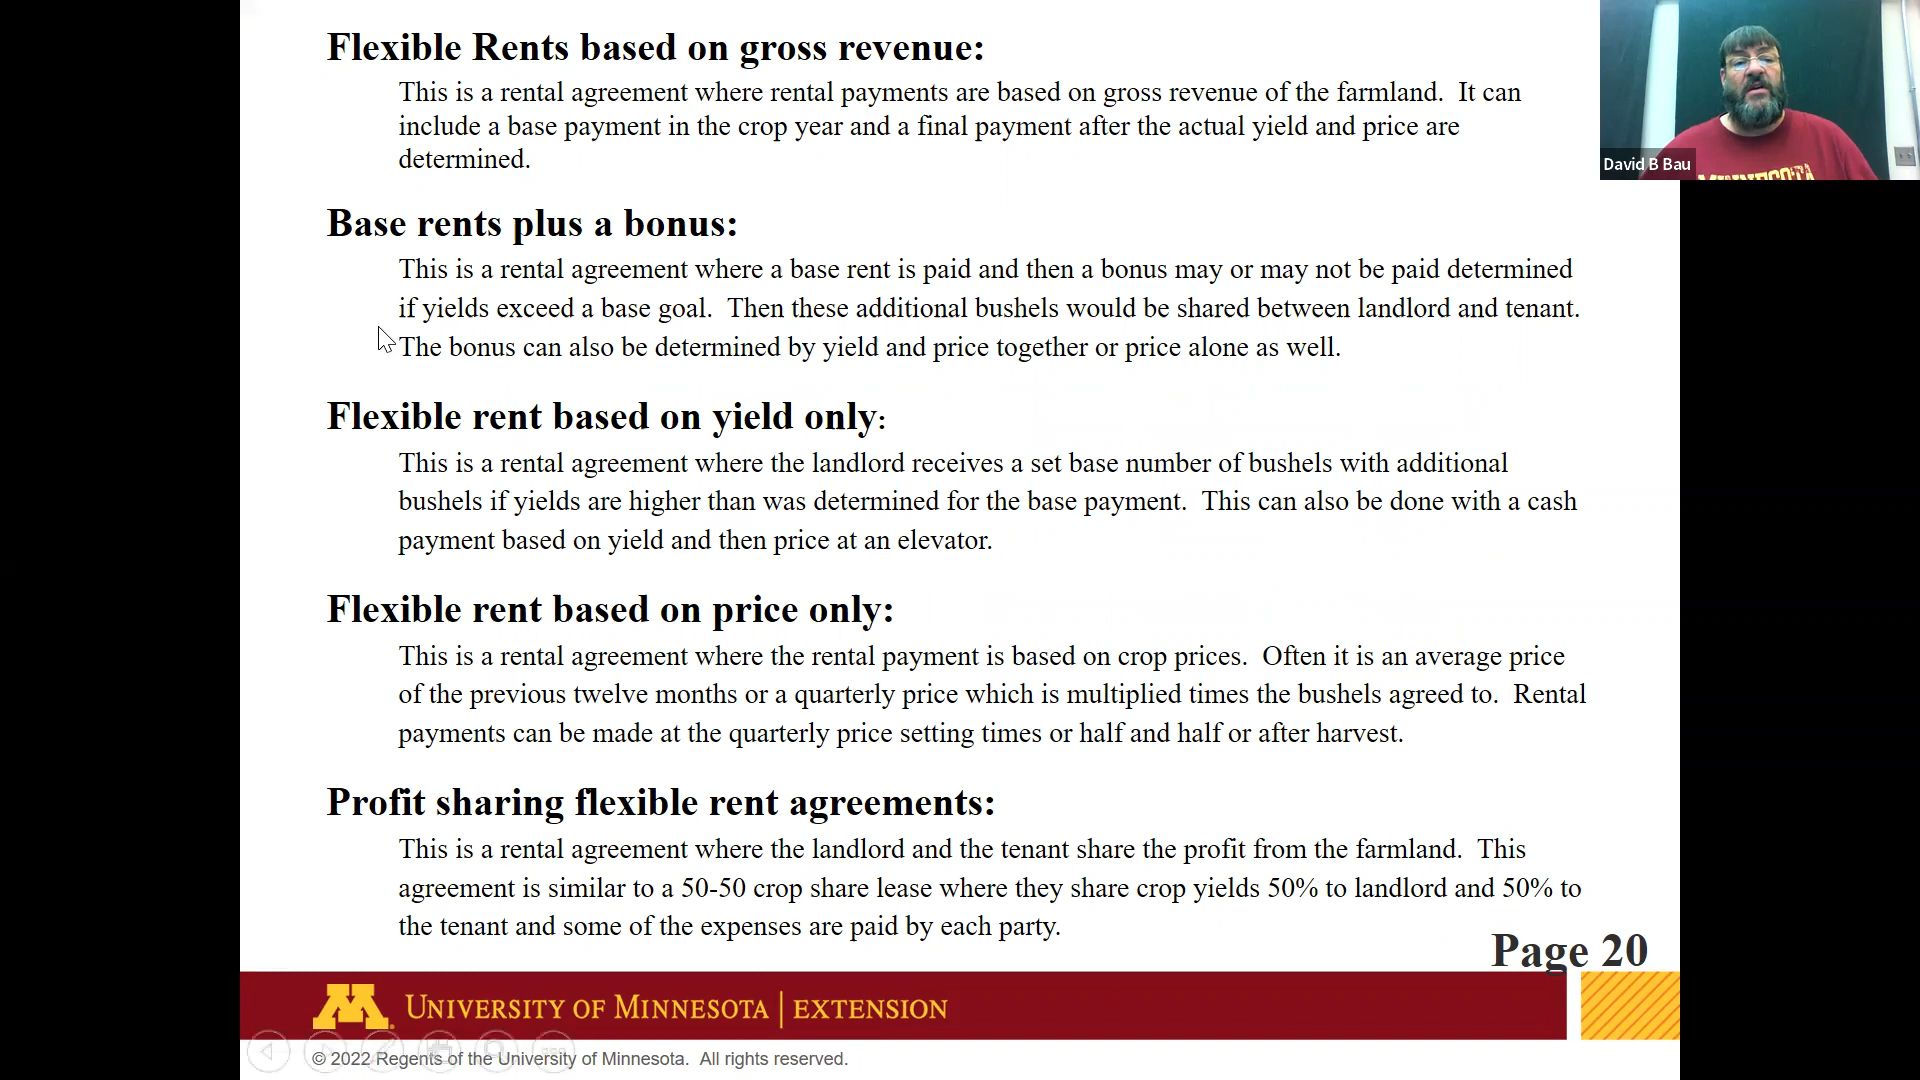 Flexible Rents based on gross revenue:
This is a rental agreement where rental payments are based on gross revenue of the farmland.  It can
include a base payment in the crop year and a final payment after the actual yield and price are
determined.
David B Bau
MINNESOTA
Base rents plus a bonus:
This is a rental agreement where a base rent is paid and then a bonus may or may not be paid determined
if yields exceed a base goal.  Then these additional bushels would be shared between landlord and tenant.
The bonus can also be determined by yield and price together or price alone as well.
Flexible rent based on yield only:
This is a rental agreement where the landlord receives a set base number of bushels with additional
bushels if yields are higher than was determined for the base payment.  This can also be done with a cash
payment based on yield and then price at an elevator.
Flexible rent based on price only:
This is a rental agreement where the rental payment is based on crop prices.  Often it is an average price
of the previous twelve months or a quarterly price which is multiplied times the bushels agreed to.  Rental
payments can be made at the quarterly price setting times or half and half or after harvest.
Profit sharing flexible rent agreements:
This is a rental agreement where the landlord and the tenant share the profit from the farmland.  This
agreement is similar to a 50-50 crop share lease where they share crop yields 50% to landlord and 50% to
the tenant and some of the expenses are paid by each party.
Page 20
M UNIVERSITY OF MINNESOTA | EXTENSION
© 2022 Regents of the University of Minnesota.  All rights reserved.